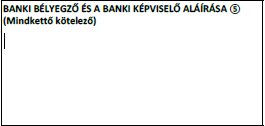 BANKI BÉLYEGZŐ ÉS A BANKI KÉPVISELŐ ALÁÍRÁSA ⑤
(Mindkettő kötelező)